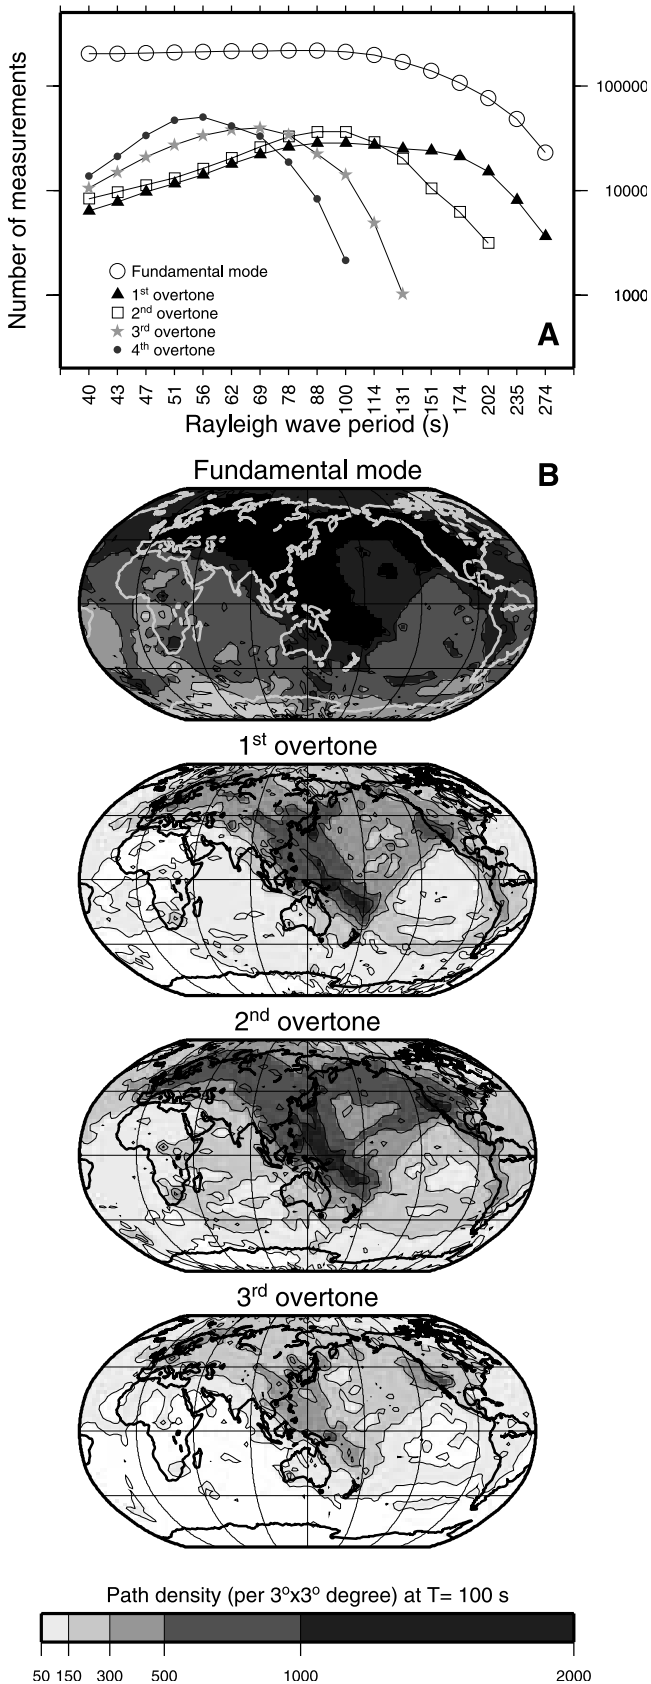 Number of measurements
100000
10000
1000
Fundamental mode
1st overtone
2nd overtone
3rd overtone
4th overtone
A
40 43 47 51 56 62 69 78 88 100 114 131 151 174 202 235 274
Rayleigh wave period (s)
Fundamental mode
B
1st overtone
2nd overtone
3rd overtone
Path density (per 3ox3o degree) at T= 100 s
50 150 300 500 1000 2000